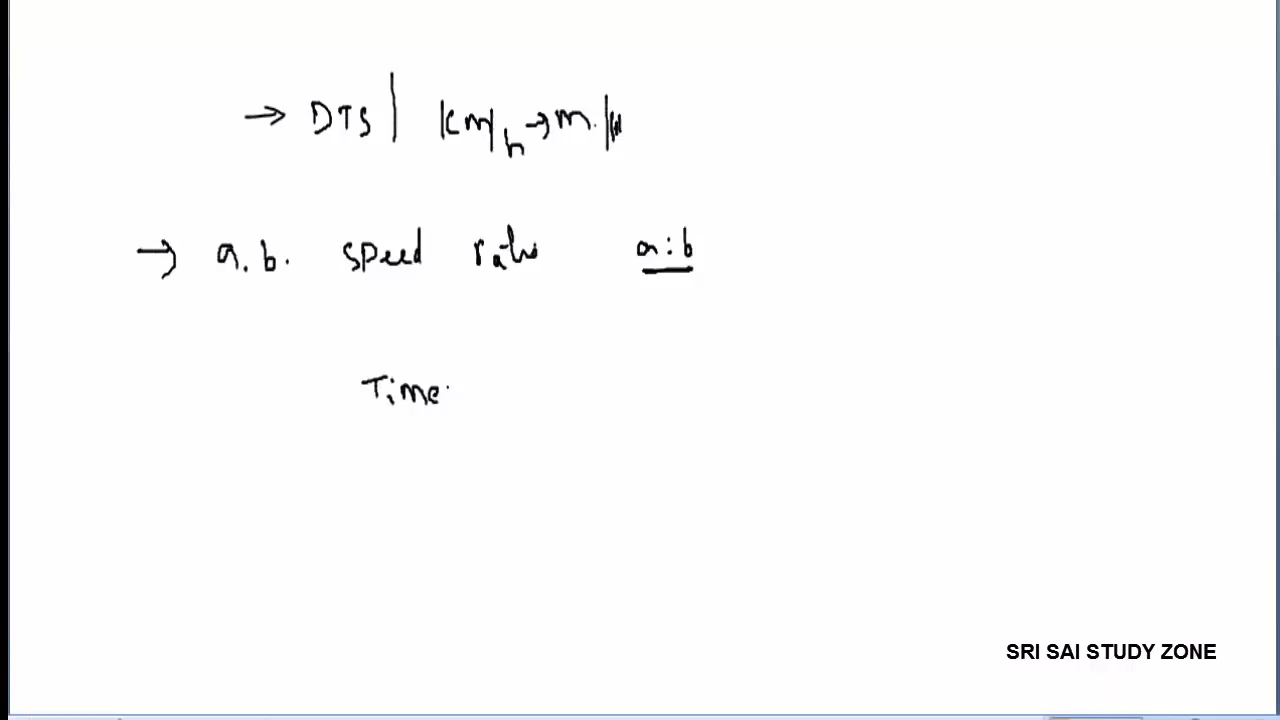 → DTS | km/h → m/
→ a. b. speed ratio a:b
Time
SRI SAI STUDY ZONE